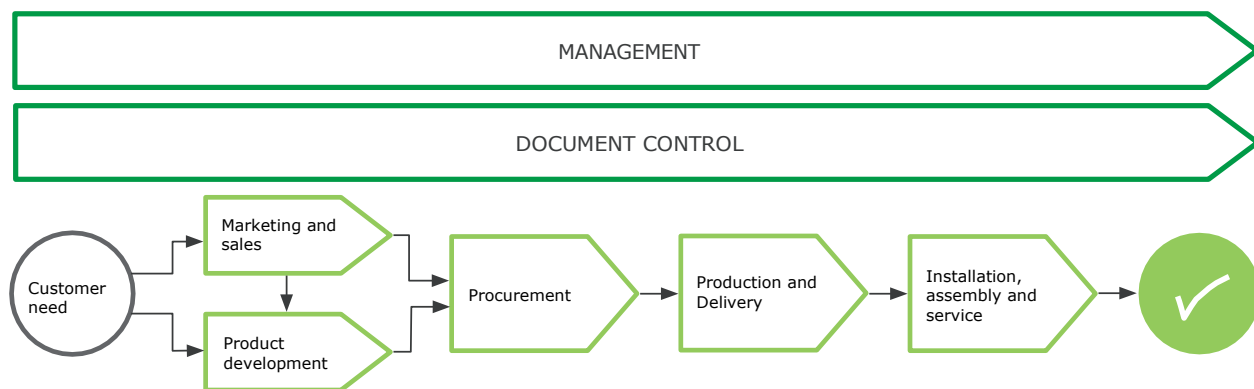 MANAGEMENT
DOCUMENT CONTROL
Customer
need
Marketing and
sales
Product
development
Procurement
Production and
Delivery
Installation,
assembly and
service